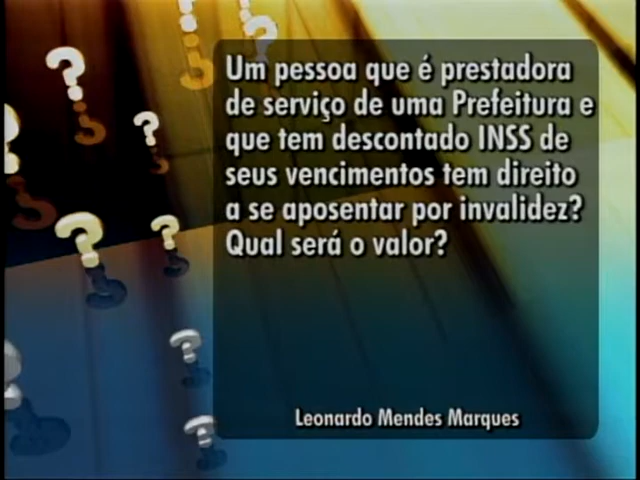 Um pessoa que é prestadora
de serviço de uma Prefeitura e
que tem descontado INSS de
seus vencimentos tem direito
a se aposentar por invalidez?
Qual será o valor?
Leonardo Mendes Marques